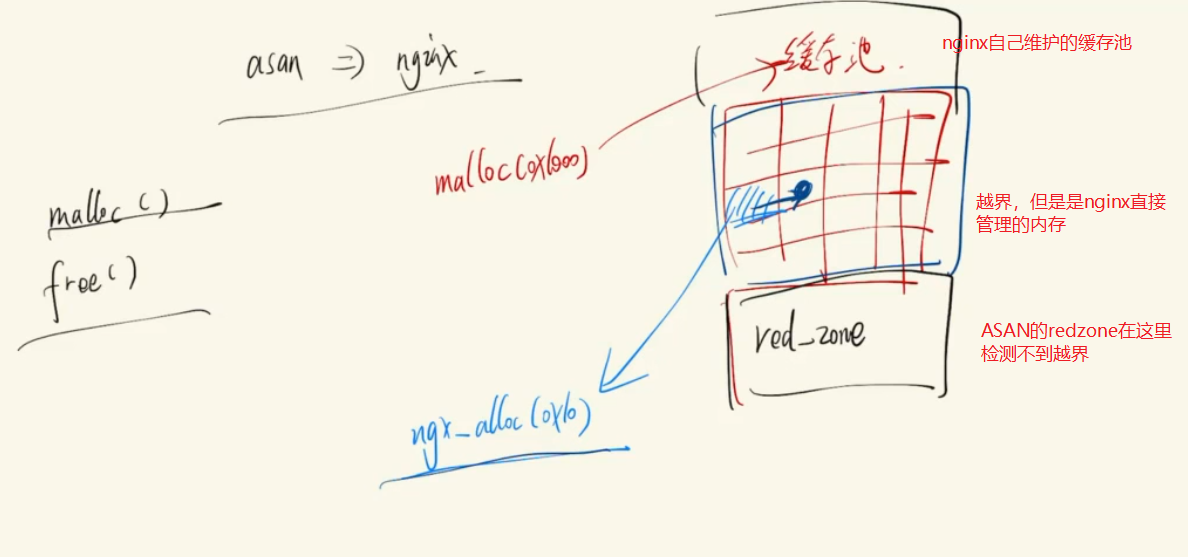 asan => nginx
缓存池.
nginx自己维护的缓存池
malloc(0x1000)
malloc()
free()
越界，但是是nginx直接
管理的内存
red_zone
ASAN的redzone在这里
检测不到越界
ngx_alloc(0x10)